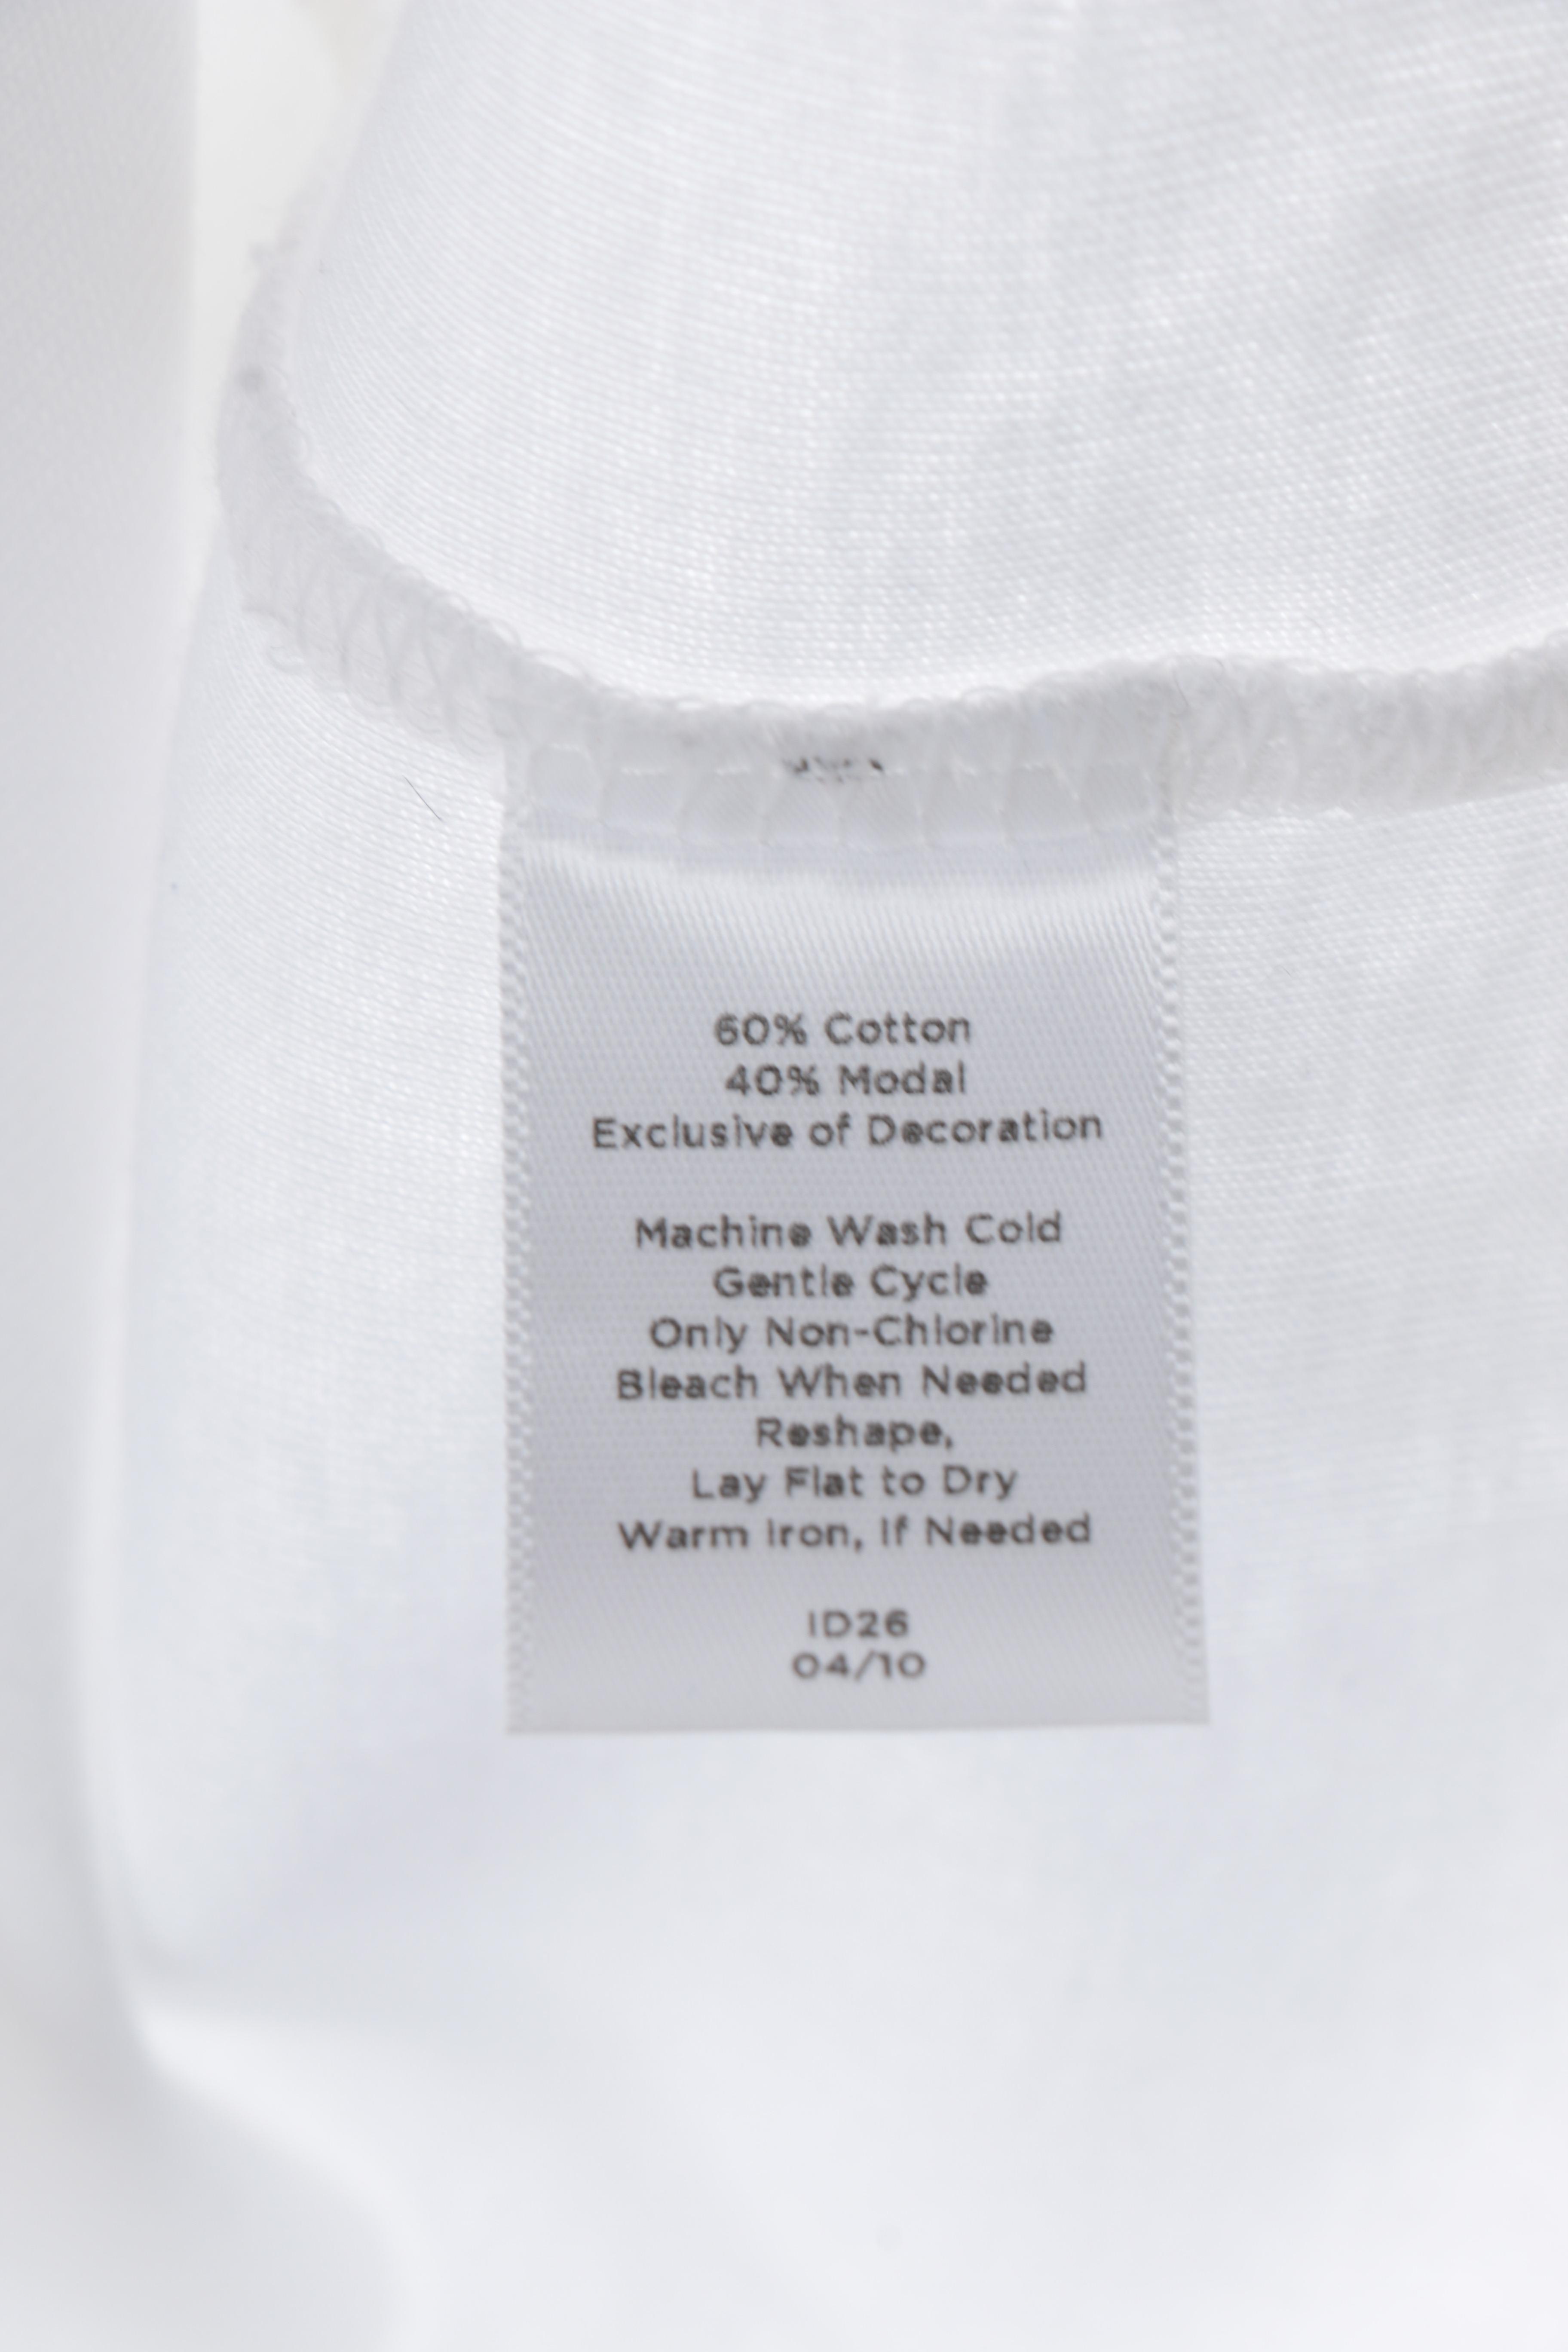 60% Cotton
40% Modal
Exclusive of Decoration
Machine Wash Cold
Gentle Cycle
Only Non-Chlorine
Bleach When Needed
Reshape,
Lay Flat to Dry
Warm Iron, If Needed
ID26
04/10